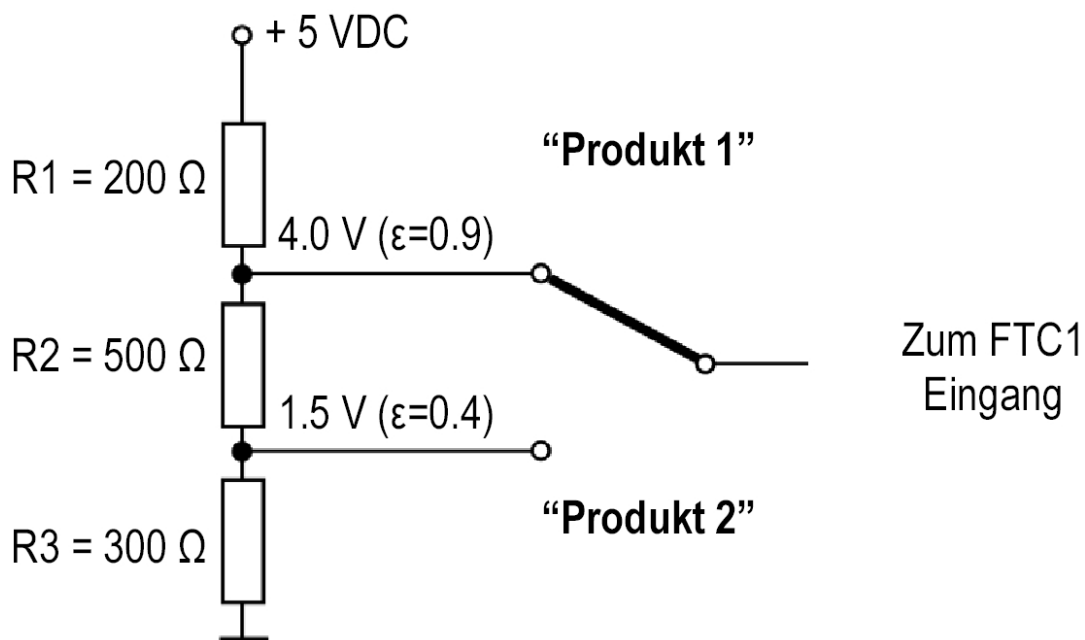 + 5 VDC
“Produkt 1”
R1 = 200 Ω
4.0 V (ε=0.9)
Zum FTC1
Eingang
R2 = 500 Ω
1.5 V (ε=0.4)
“Produkt 2”
R3 = 300 Ω